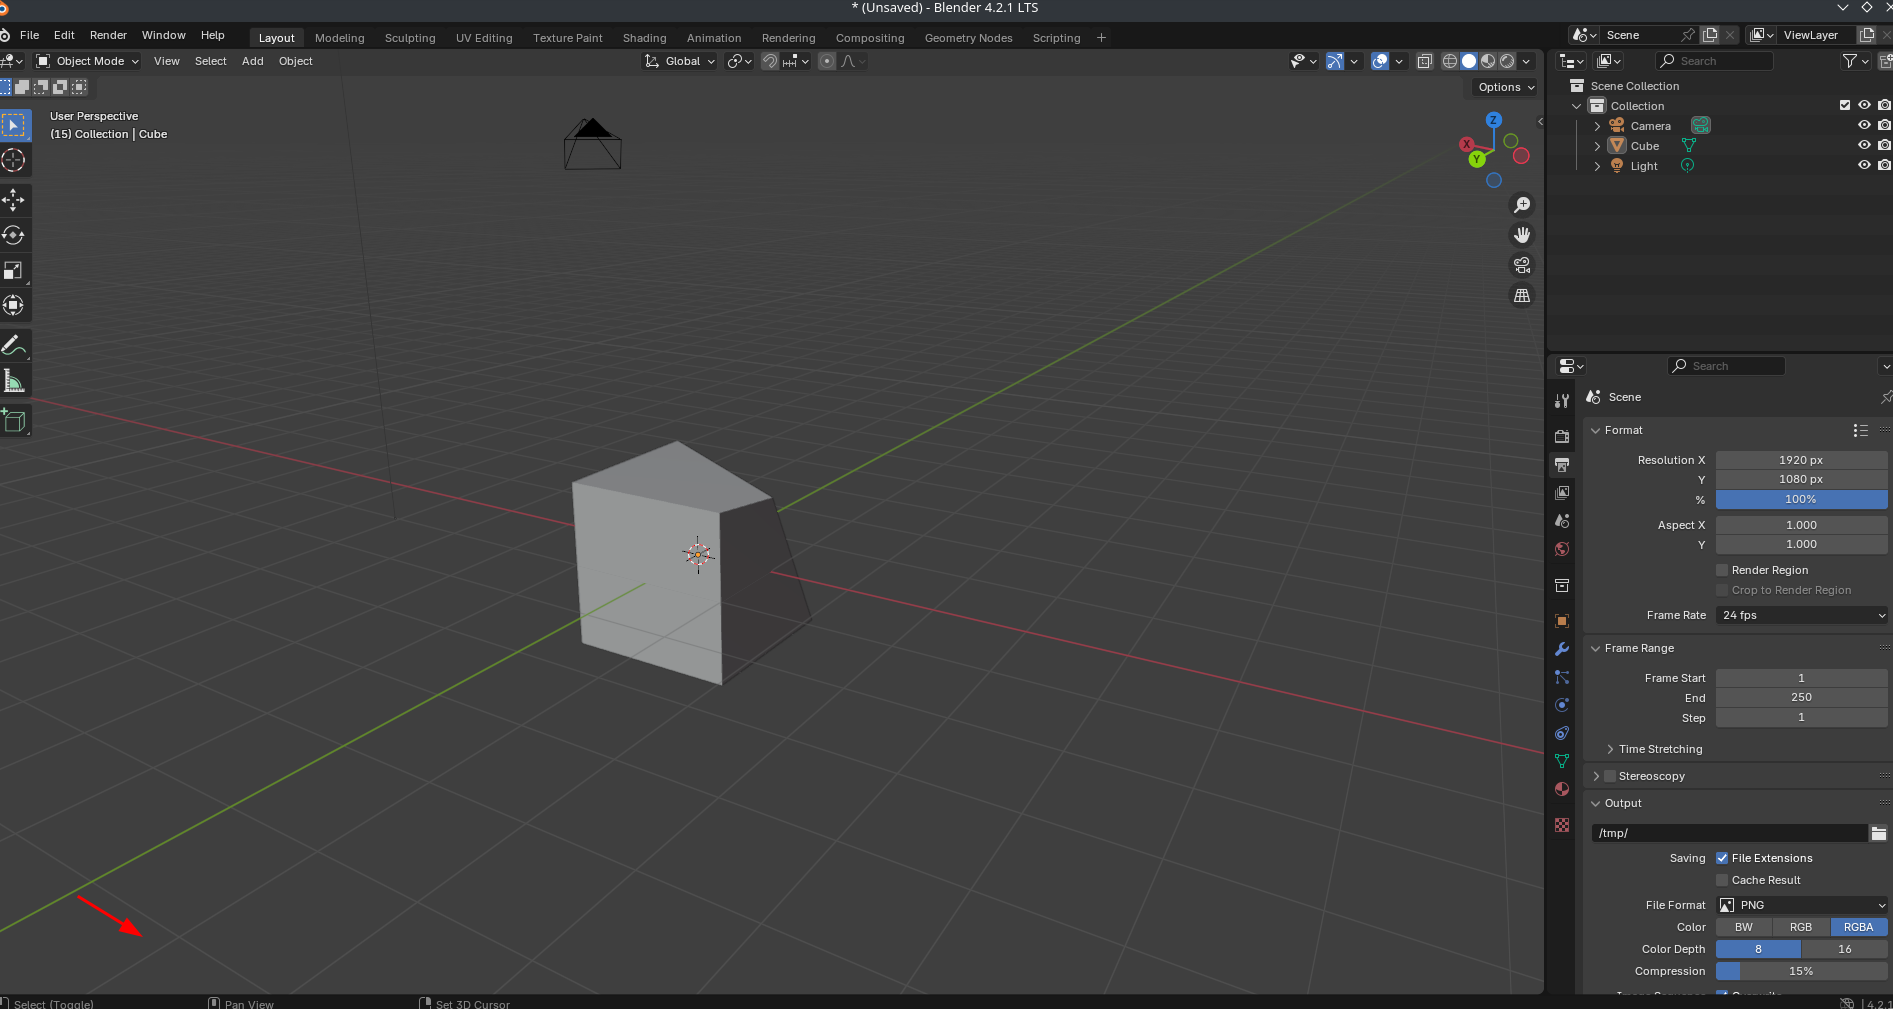 * (Unsaved) - Blender 4.2.1 LTS
File Edit Render Window Help Layout Modeling Sculpting UV Editing Texture Paint Shading Animation Rendering Compositing Geometry Nodes Scripting + Scene ViewLayer
Object Mode View Select Add Object Global Search
Options
User Perspective
(15) Collection | Cube
Z
X
Y
Scene Collection
Collection
Camera
Cube
Light
Search
Scene
Format
Resolution X 1920 px
Y 1080 px
% 100%
Aspect X 1.000
Y 1.000
Render Region
Crop to Render Region
Frame Rate 24 fps
Frame Range
Frame Start 1
End 250
Step 1
Time Stretching
Stereoscopy
Output
/tmp/
Saving File Extensions
Cache Result
File Format PNG
Color BW RGB RGBA
Color Depth 8 16
Compression 15%
Image Sequence Overwrite
Select (Toggle) Pan View Set 3D Cursor 4.2.1